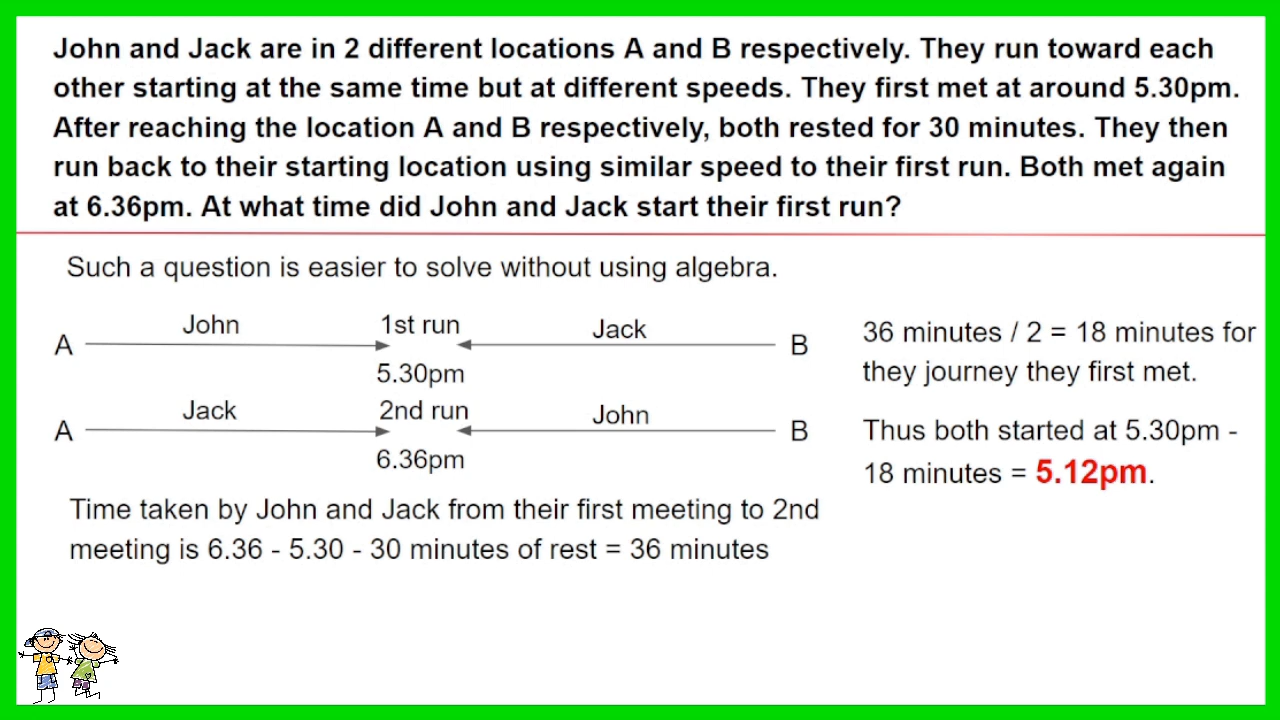 John and Jack are in 2 different locations A and B respectively. They run toward each
other starting at the same time but at different speeds. They first met at around 5.30pm.
After reaching the location A and B respectively, both rested for 30 minutes. They then
run back to their starting location using similar speed to their first run. Both met again
at 6.36pm. At what time did John and Jack start their first run?
Such a question is easier to solve without using algebra.
A John 1st run Jack B
5.30pm
A Jack 2nd run John B
6.36pm
Time taken by John and Jack from their first meeting to 2nd
meeting is 6.36 - 5.30 - 30 minutes of rest = 36 minutes
36 minutes / 2 = 18 minutes for
they journey they first met.
Thus both started at 5.30pm -
18 minutes = 5.12pm.